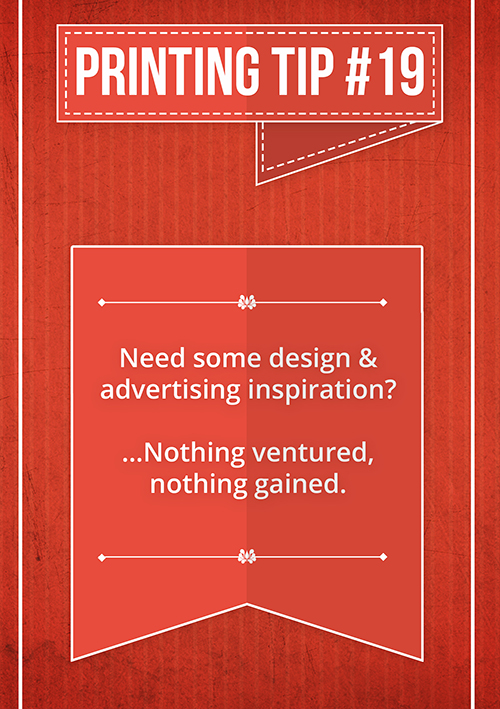 PRINTING TIP #19
Need some design &
advertising inspiration?
...Nothing ventured,
nothing gained.